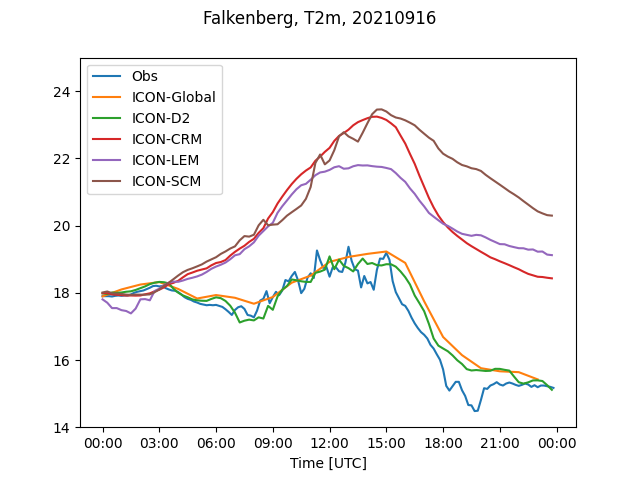 Falkenberg, T2m, 20210916
Obs
ICON-Global
ICON-D2
ICON-CRM
ICON-LEM
ICON-SCM
24
22
20
18
16
14
00:00 03:00 06:00 09:00 12:00 15:00 18:00 21:00 00:00
Time [UTC]